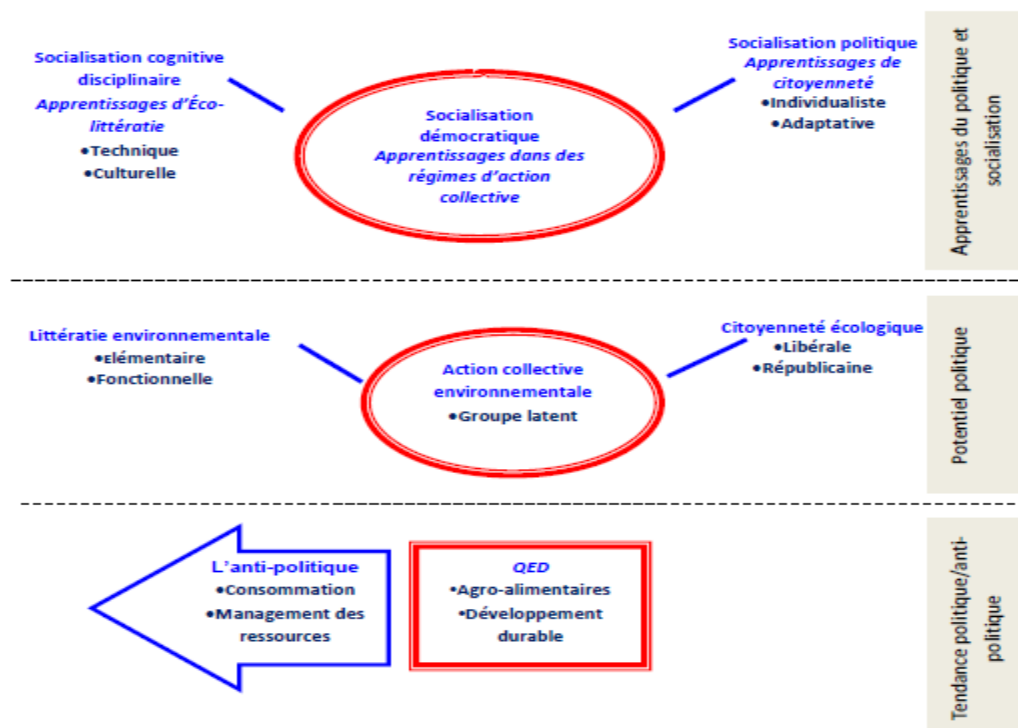 Socialisation cognitive
disciplinaire
Apprentissages d'Éco-
littératie
•Technique
•Culturelle
Socialisation
démocratique
Apprentissages dans des
régimes d'action
collective
Socialisation politique
Apprentissages de
citoyenneté
•Individualiste
•Adaptative
Apprentissages du politique et
socialisation
Littératie environnementale
•Elémentaire
•Fonctionnelle
Action collective
environnementale
•Groupe latent
Citoyenneté écologique
•Libérale
•Républicaine
Potentiel politique
L'anti-politique
•Consommation
•Management des
ressources
QED
•Agro-alimentaires
•Développement
durable
Tendance politique/anti-
politique